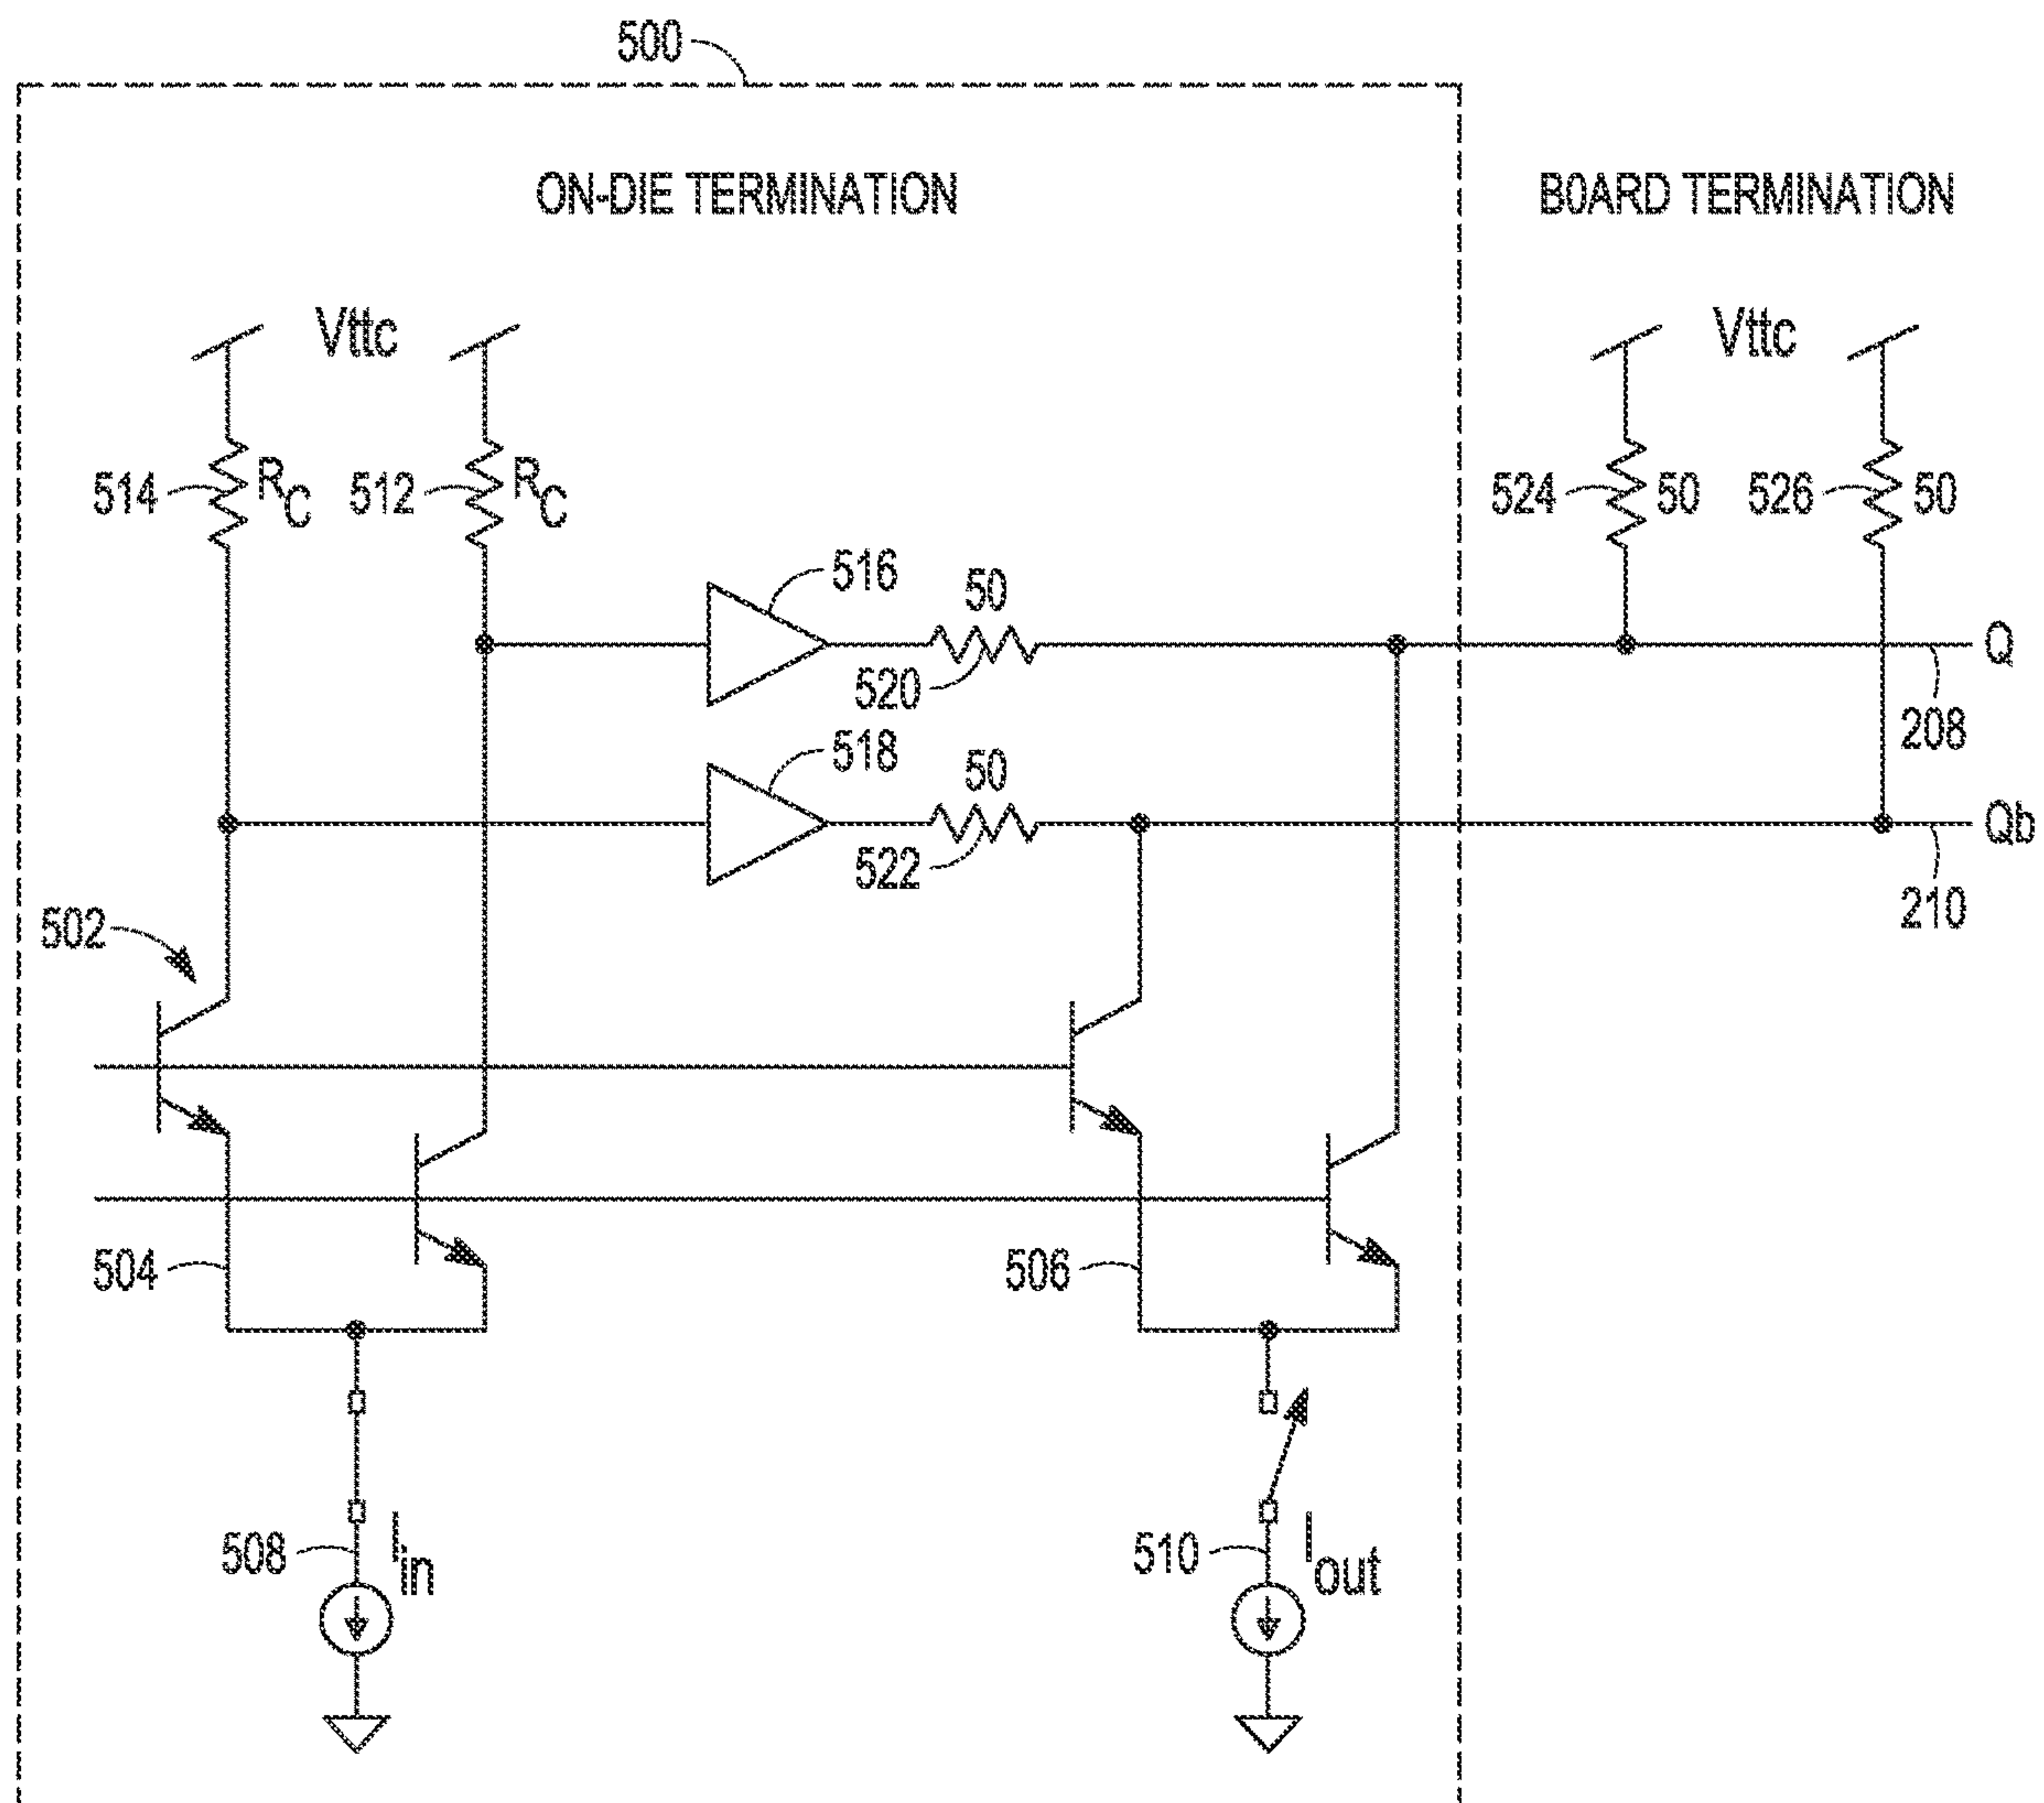 500
ON-DIE TERMINATION
B0ARD TERMINATION
Vttc
Vttc
514
RC
512
RC
524
50
526
50
516
50
520
Q
208
518
50
522
Qb
210
502
504
506
508
Iin
510
Iout